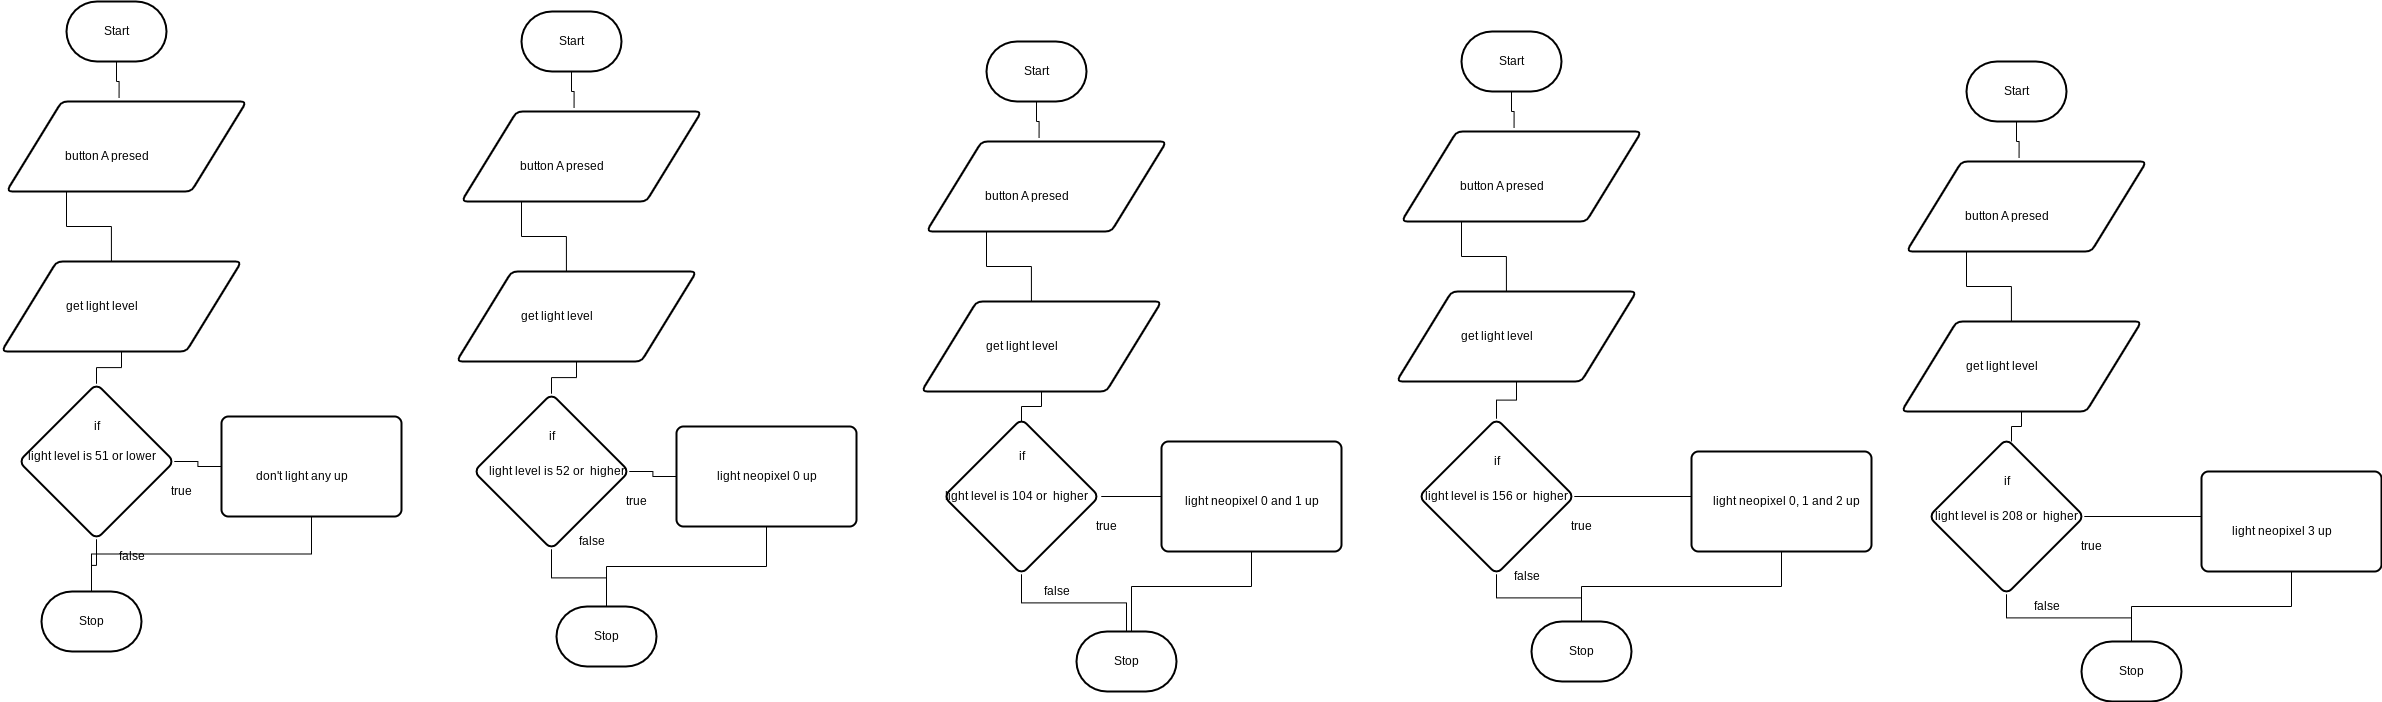 Start
button A presed
get light level
if
light level is 51 or lower
true
don't light any up
false
Stop
Start
button A presed
get light level
if
light level is 52 or  higher
true
light neopixel 0 up
false
Stop
Start
button A presed
get light level
if
light level is 104 or  higher
true
light neopixel 0 and 1 up
false
Stop
Start
button A presed
get light level
if
light level is 156 or  higher
true
light neopixel 0, 1 and 2 up
false
Stop
Start
button A presed
get light level
if
light level is 208 or  higher
true
light neopixel 3 up
false
Stop